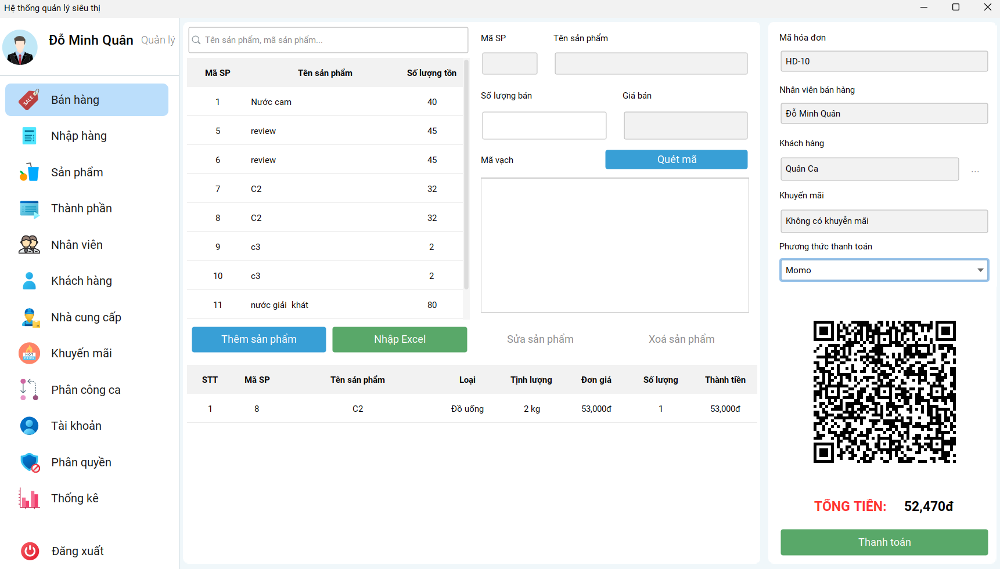 Hệ thống quản lý siêu thị
Đỗ Minh Quân Quản lý
SALE
Bán hàng
Nhập hàng
Sản phẩm
Thành phần
Nhân viên
Khách hàng
Nhà cung cấp
HOT
PRICE
Khuyến mãi
Phân công ca
Tài khoản
Phân quyền
Thống kê
Đăng xuất
Tên sản phẩm, mã sản phẩm...
Mã SP Tên sản phẩm Số lượng tồn
1 Nước cam 40
5 review 45
6 review 45
7 C2 32
8 C2 32
9 c3 2
10 c3 2
11 nước giải khát 80
Mã SP Tên sản phẩm
Số lượng bán Giá bán
Mã vạch Quét mã
Thêm sản phẩm Nhập Excel Sửa sản phẩm Xoá sản phẩm
STT Mã SP Tên sản phẩm Loại Tịnh lượng Đơn giá Số lượng Thành tiền
1 8 C2 Đồ uống 2 kg 53,000đ 1 53,000đ
Mã hóa đơn
HD-10
Nhân viên bán hàng
Đỗ Minh Quân
Khách hàng
Quân Ca ...
Khuyến mãi
Không có khuyễn mãi
Phương thức thanh toán
Momo
TỔNG TIỀN: 52,470đ
Thanh toán